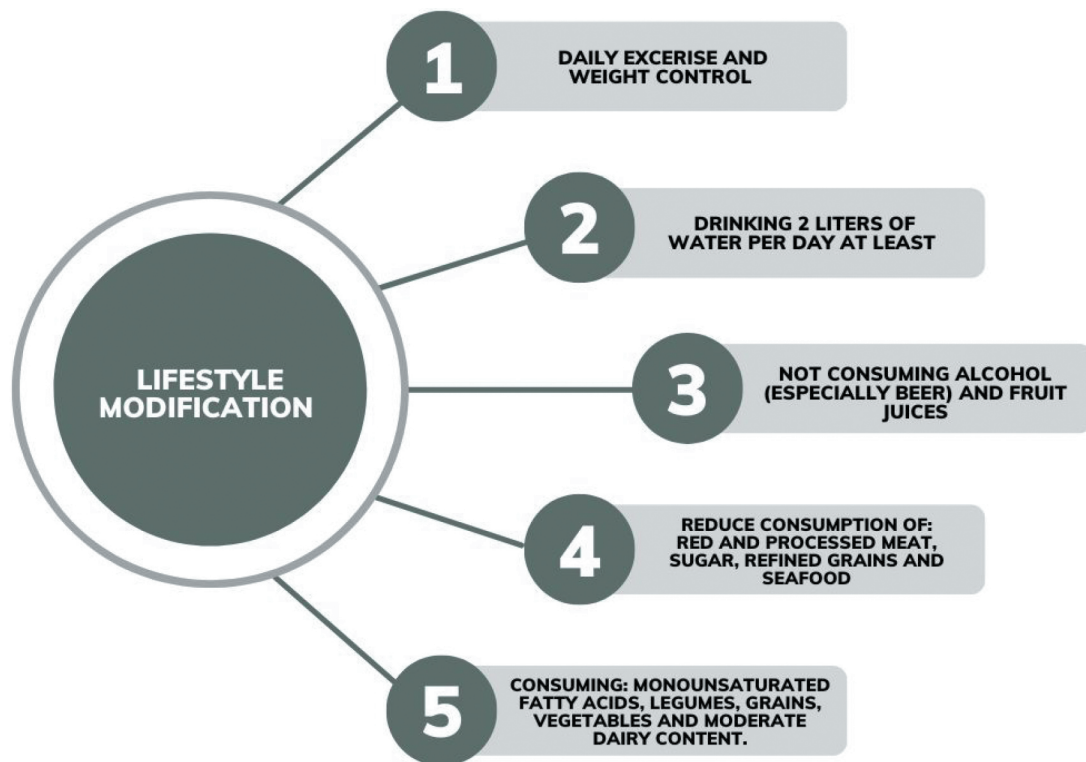 LIFESTYLE
MODIFICATION
1
DAILY EXCERISE AND
WEIGHT CONTROL
2
DRINKING 2 LITERS OF
WATER PER DAY AT LEAST
3
NOT CONSUMING ALCOHOL
(ESPECIALLY BEER) AND FRUIT
JUICES
4
REDUCE CONSUMPTION OF:
RED AND PROCESSED MEAT,
SUGAR, REFINED GRAINS AND
SEAFOOD
5
CONSUMING: MONOUNSATURATED
FATTY ACIDS, LEGUMES, GRAINS,
VEGETABLES AND MODERATE
DAIRY CONTENT.